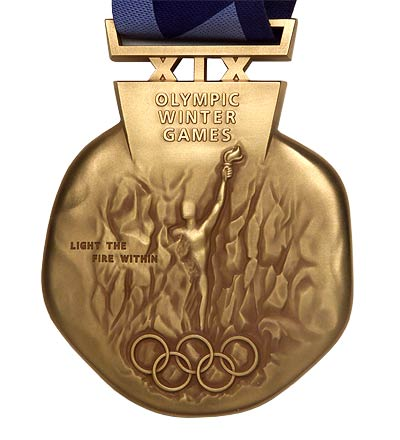 XIX
OLYMPIC
WINTER
GAMES
LIGHT THE
FIRE WITHIN